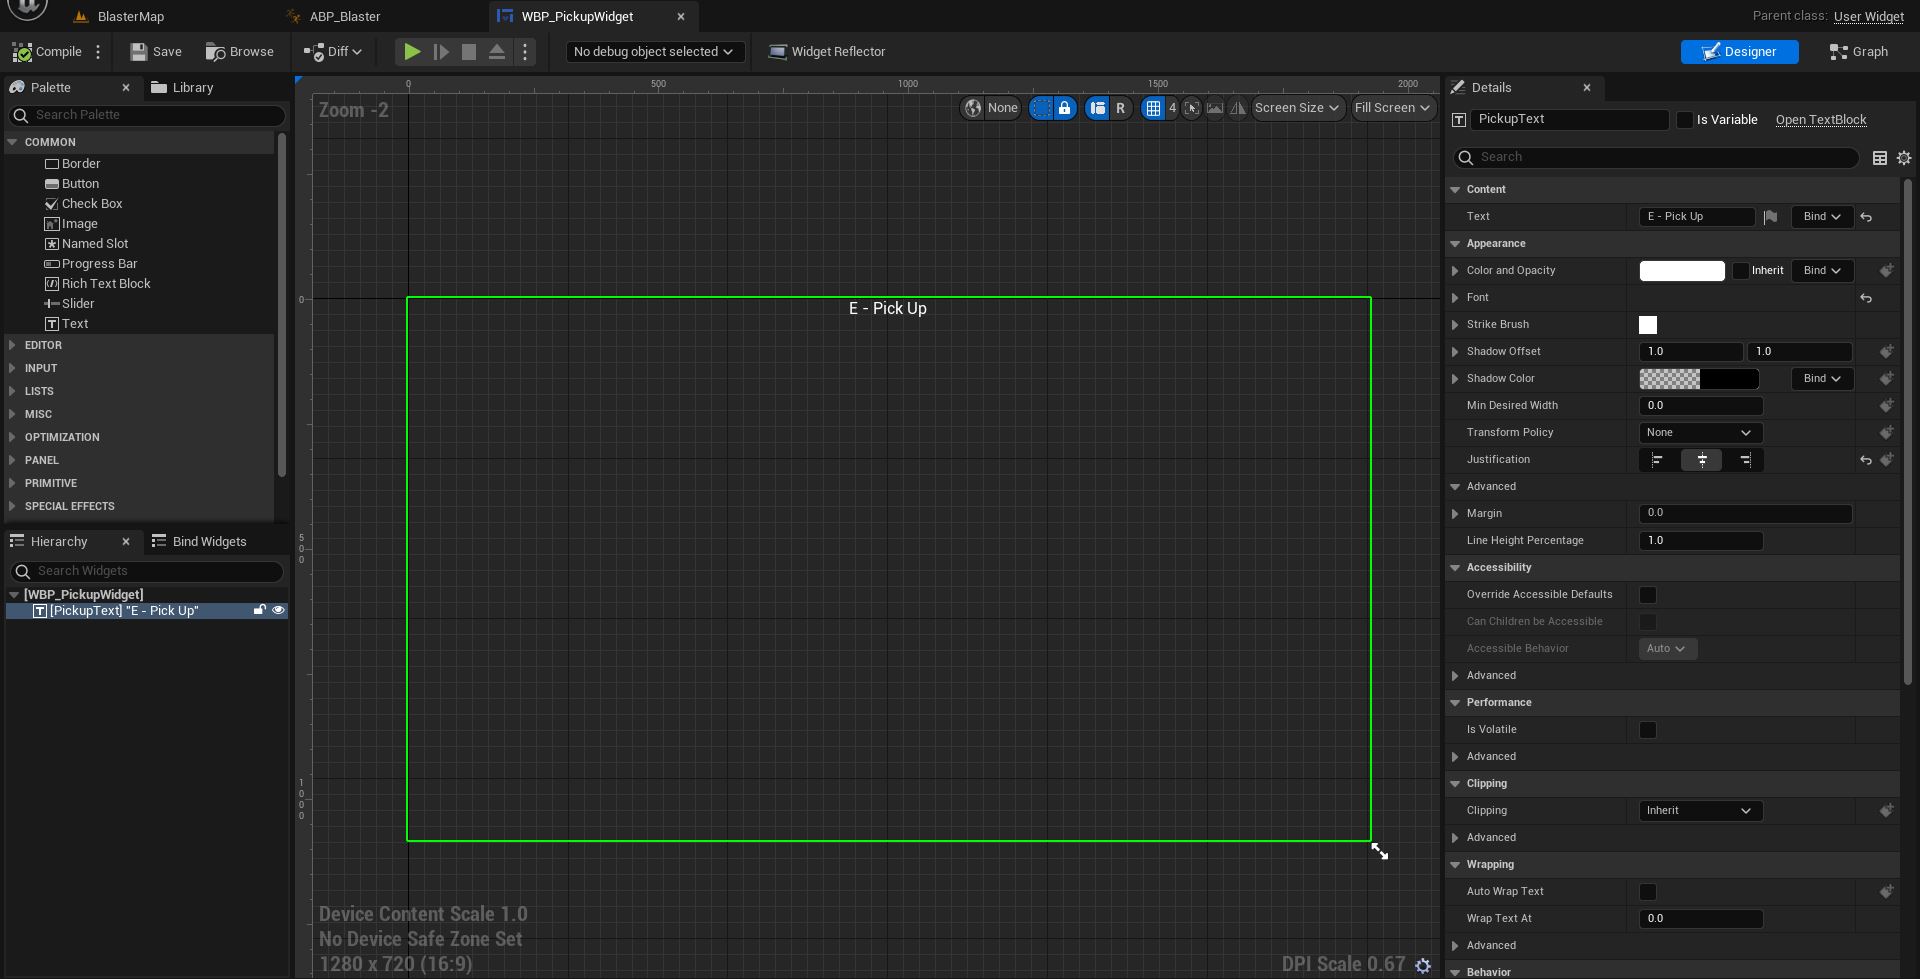 BlasterMap
ABP_Blaster
WBP_PickupWidget
Parent class: User Widget
Compile
Save
Browse
Diff
No debug object selected
Widget Reflector
Designer
Graph
Palette
Library
Search Palette
COMMON
Border
Button
Check Box
Image
Named Slot
Progress Bar
Rich Text Block
Slider
Text
EDITOR
INPUT
LISTS
MISC
OPTIMIZATION
PANEL
PRIMITIVE
SPECIAL EFFECTS
Hierarchy
Bind Widgets
Search Widgets
[WBP_PickupWidget]
[PickupText] "E - Pick Up"
0 500 1000 1500 2000
Zoom -2
None
R
4
Screen Size
Fill Screen
0
500
1000
E - Pick Up
Device Content Scale 1.0
No Device Safe Zone Set
1280 x 720 (16:9)
DPI Scale 0.67
Details
PickupText
Is Variable
Open TextBlock
Search
Content
Text E - Pick Up Bind
Appearance
Color and Opacity Inherit Bind
Font
Strike Brush
Shadow Offset 1.0 1.0
Shadow Color Bind
Min Desired Width 0.0
Transform Policy None
Justification
Advanced
Margin 0.0
Line Height Percentage 1.0
Accessibility
Override Accessible Defaults
Can Children be Accessible
Accessible Behavior Auto
Advanced
Performance
Is Volatile
Advanced
Clipping
Clipping Inherit
Advanced
Wrapping
Auto Wrap Text
Wrap Text At 0.0
Advanced
Behavior